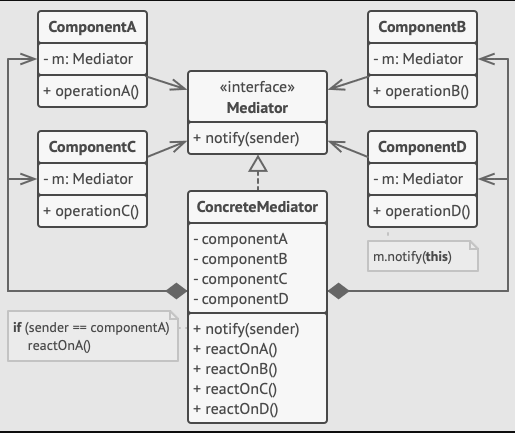 ComponentA
- m: Mediator
+ operationA()
ComponentB
- m: Mediator
+ operationB()
«interface»
Mediator
+ notify(sender)
ComponentC
- m: Mediator
+ operationC()
ComponentD
- m: Mediator
+ operationD()
m.notify(this)
ConcreteMediator
- componentA
- componentB
- componentC
- componentD
+ notify(sender)
+ reactOnA()
+ reactOnB()
+ reactOnC()
+ reactOnD()
if (sender == componentA)
reactOnA()